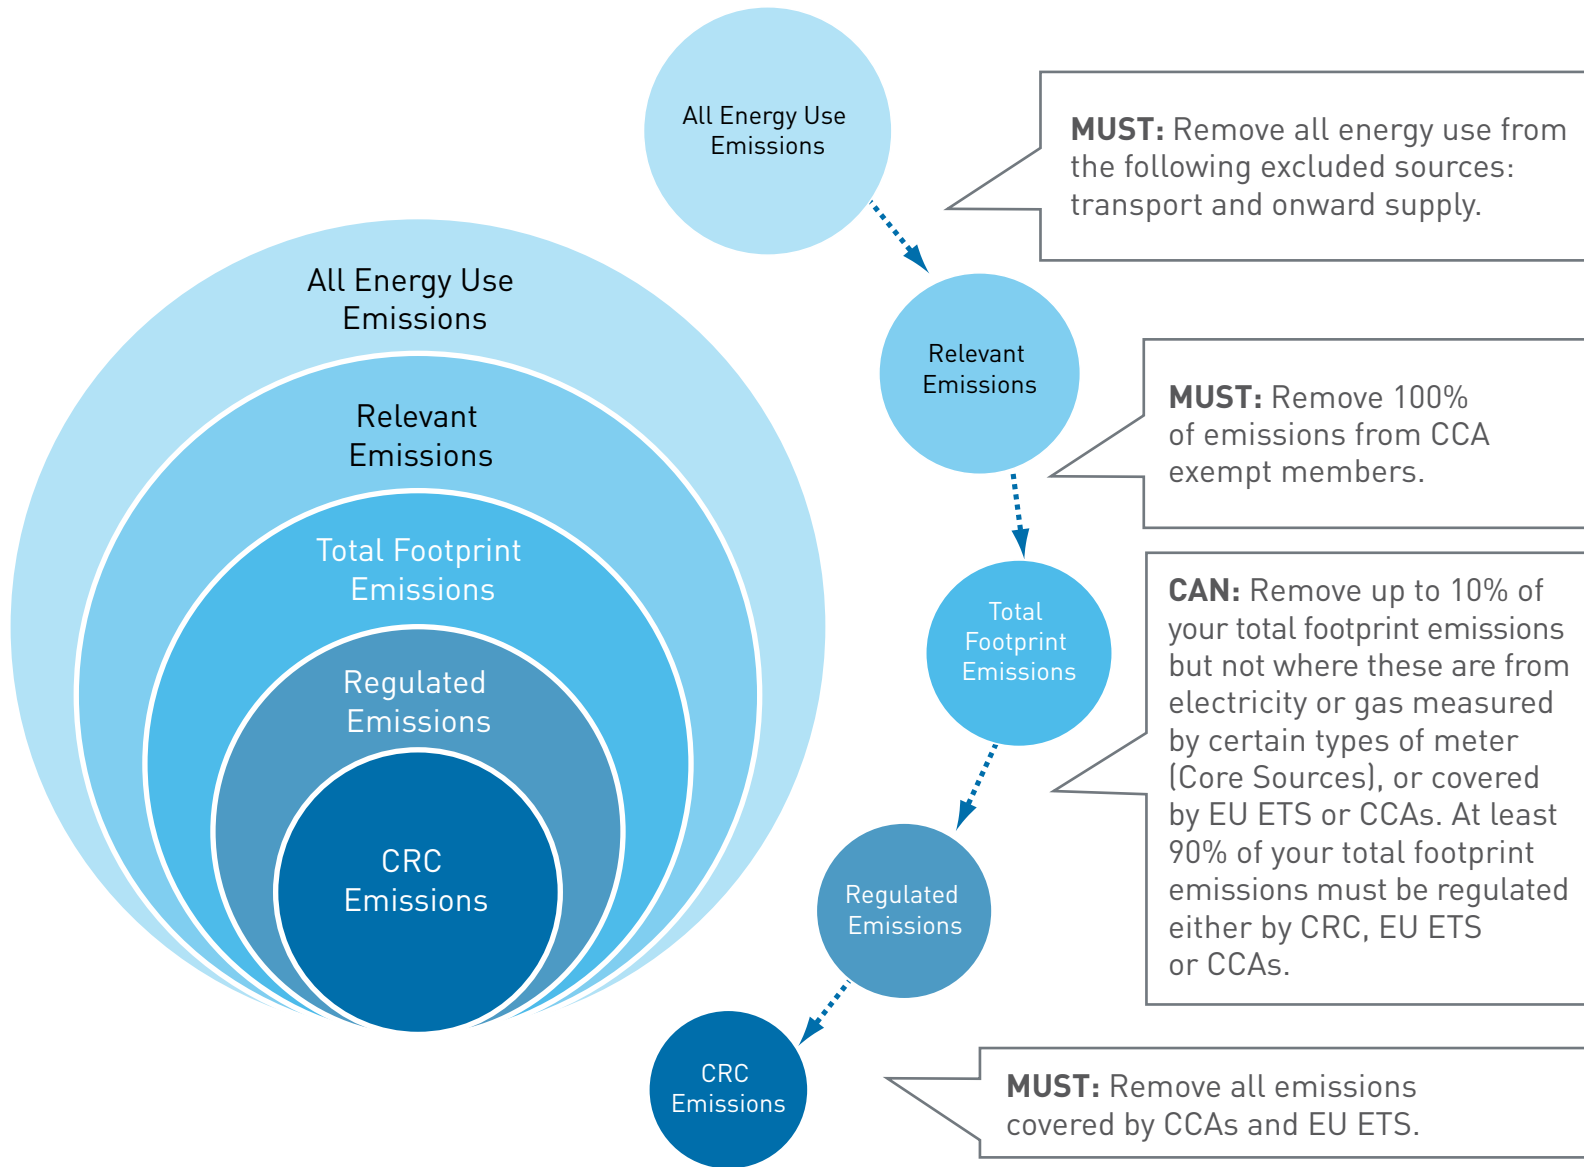 All Energy Use
Emissions
Relevant
Emissions
Total Footprint
Emissions
Regulated
Emissions
CRC
Emissions
All Energy Use
Emissions
MUST: Remove all energy use from
the following excluded sources:
transport and onward supply.
Relevant
Emissions
MUST: Remove 100%
of emissions from CCA
exempt members.
Total
Footprint
Emissions
CAN: Remove up to 10% of
your total footprint emissions
but not where these are from
electricity or gas measured
by certain types of meter
(Core Sources), or covered
by EU ETS or CCAs. At least
90% of your total footprint
emissions must be regulated
either by CRC, EU ETS
or CCAs.
Regulated
Emissions
CRC
Emissions
MUST: Remove all emissions
covered by CCAs and EU ETS.